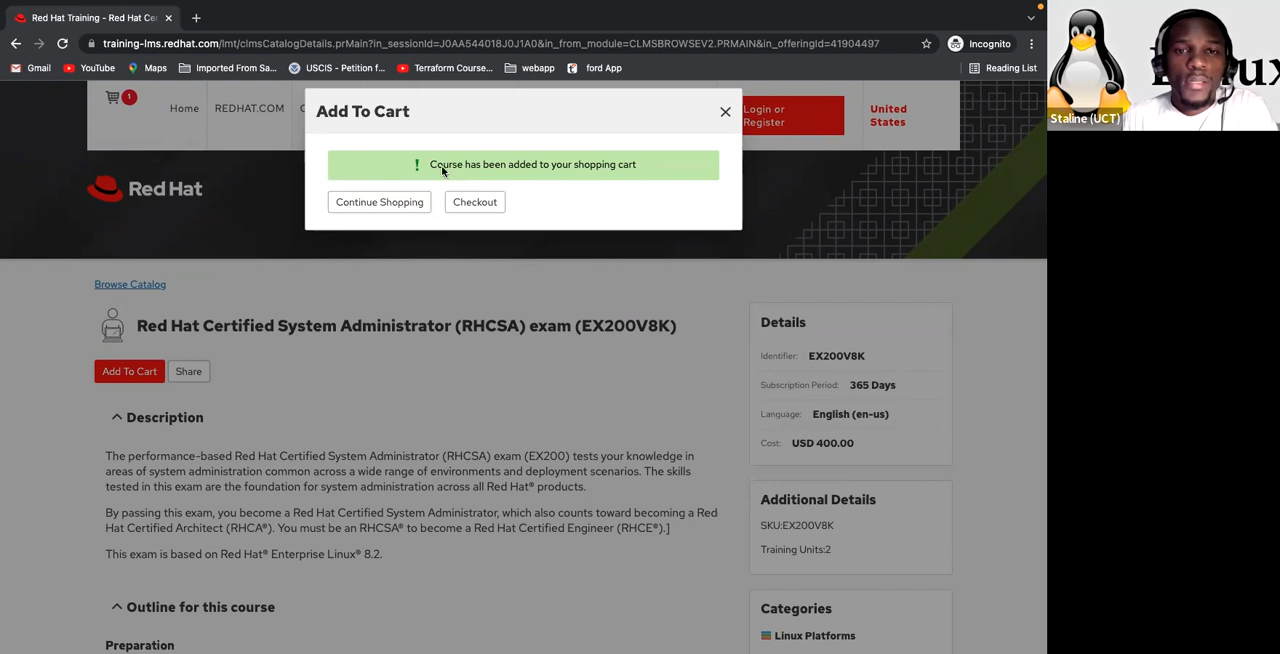 Red Hat Training - Red Hat Ce
training-lms.redhat.com/lmt/clmsCatalogDetails.prMain?in_sessionId=J0AA544018J0J1A0&in_from_module=CLMSBROWSEV2.PRMAIN&in_offeringId=41904497
Incognito
Gmail
YouTube
Maps
Imported From Sa...
USCIS - Petition f...
Terraform Course...
webapp
ford App
Reading List
1
Home
REDHAT.COM
Login or
Register
United
States
Add To Cart
Course has been added to your shopping cart
Continue Shopping
Checkout
Red Hat
Staline (UCT)
Browse Catalog
Red Hat Certified System Administrator (RHCSA) exam (EX200V8K)
Add To Cart
Share
Description
The performance-based Red Hat Certified System Administrator (RHCSA) exam (EX200) tests your knowledge in
areas of system administration common across a wide range of environments and deployment scenarios. The skills
tested in this exam are the foundation for system administration across all Red Hat® products.
By passing this exam, you become a Red Hat Certified System Administrator, which also counts toward becoming a Red
Hat Certified Architect (RHCA®). You must be an RHCSA® to become a Red Hat Certified Engineer (RHCE®).]
This exam is based on Red Hat® Enterprise Linux® 8.2.
Outline for this course
Preparation
Details
Identifier: EX200V8K
Subscription Period: 365 Days
Language: English (en-us)
Cost: USD 400.00
Additional Details
SKU:EX200V8K
Training Units:2
Categories
Linux Platforms